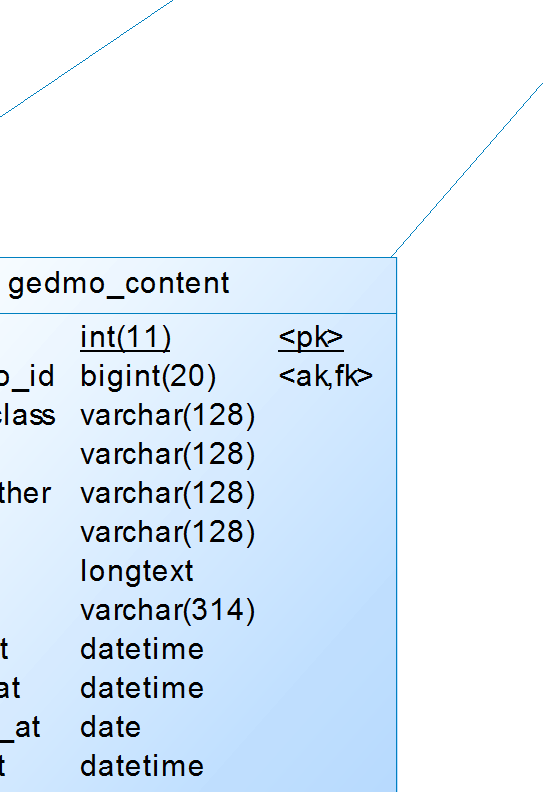 gedmo_content
int(11) <pk>
o_id bigint(20) <ak,fk>
class varchar(128)
varchar(128)
ther varchar(128)
varchar(128)
longtext
varchar(314)
t datetime
at datetime
_at date
t datetime